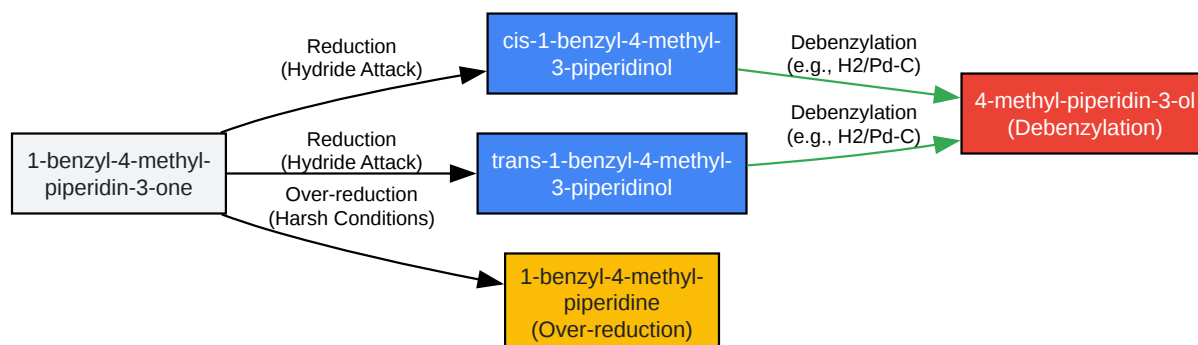 1-benzyl-4-methyl-
piperidin-3-one
Reduction
(Hydride Attack)
Reduction
(Hydride Attack)
Over-reduction
(Harsh Conditions)
cis-1-benzyl-4-methyl-
3-piperidinol
trans-1-benzyl-4-methyl-
3-piperidinol
1-benzyl-4-methyl-
piperidine
(Over-reduction)
Debenzylation
(e.g., H2/Pd-C)
Debenzylation
(e.g., H2/Pd-C)
4-methyl-piperidin-3-ol
(Debenzylation)